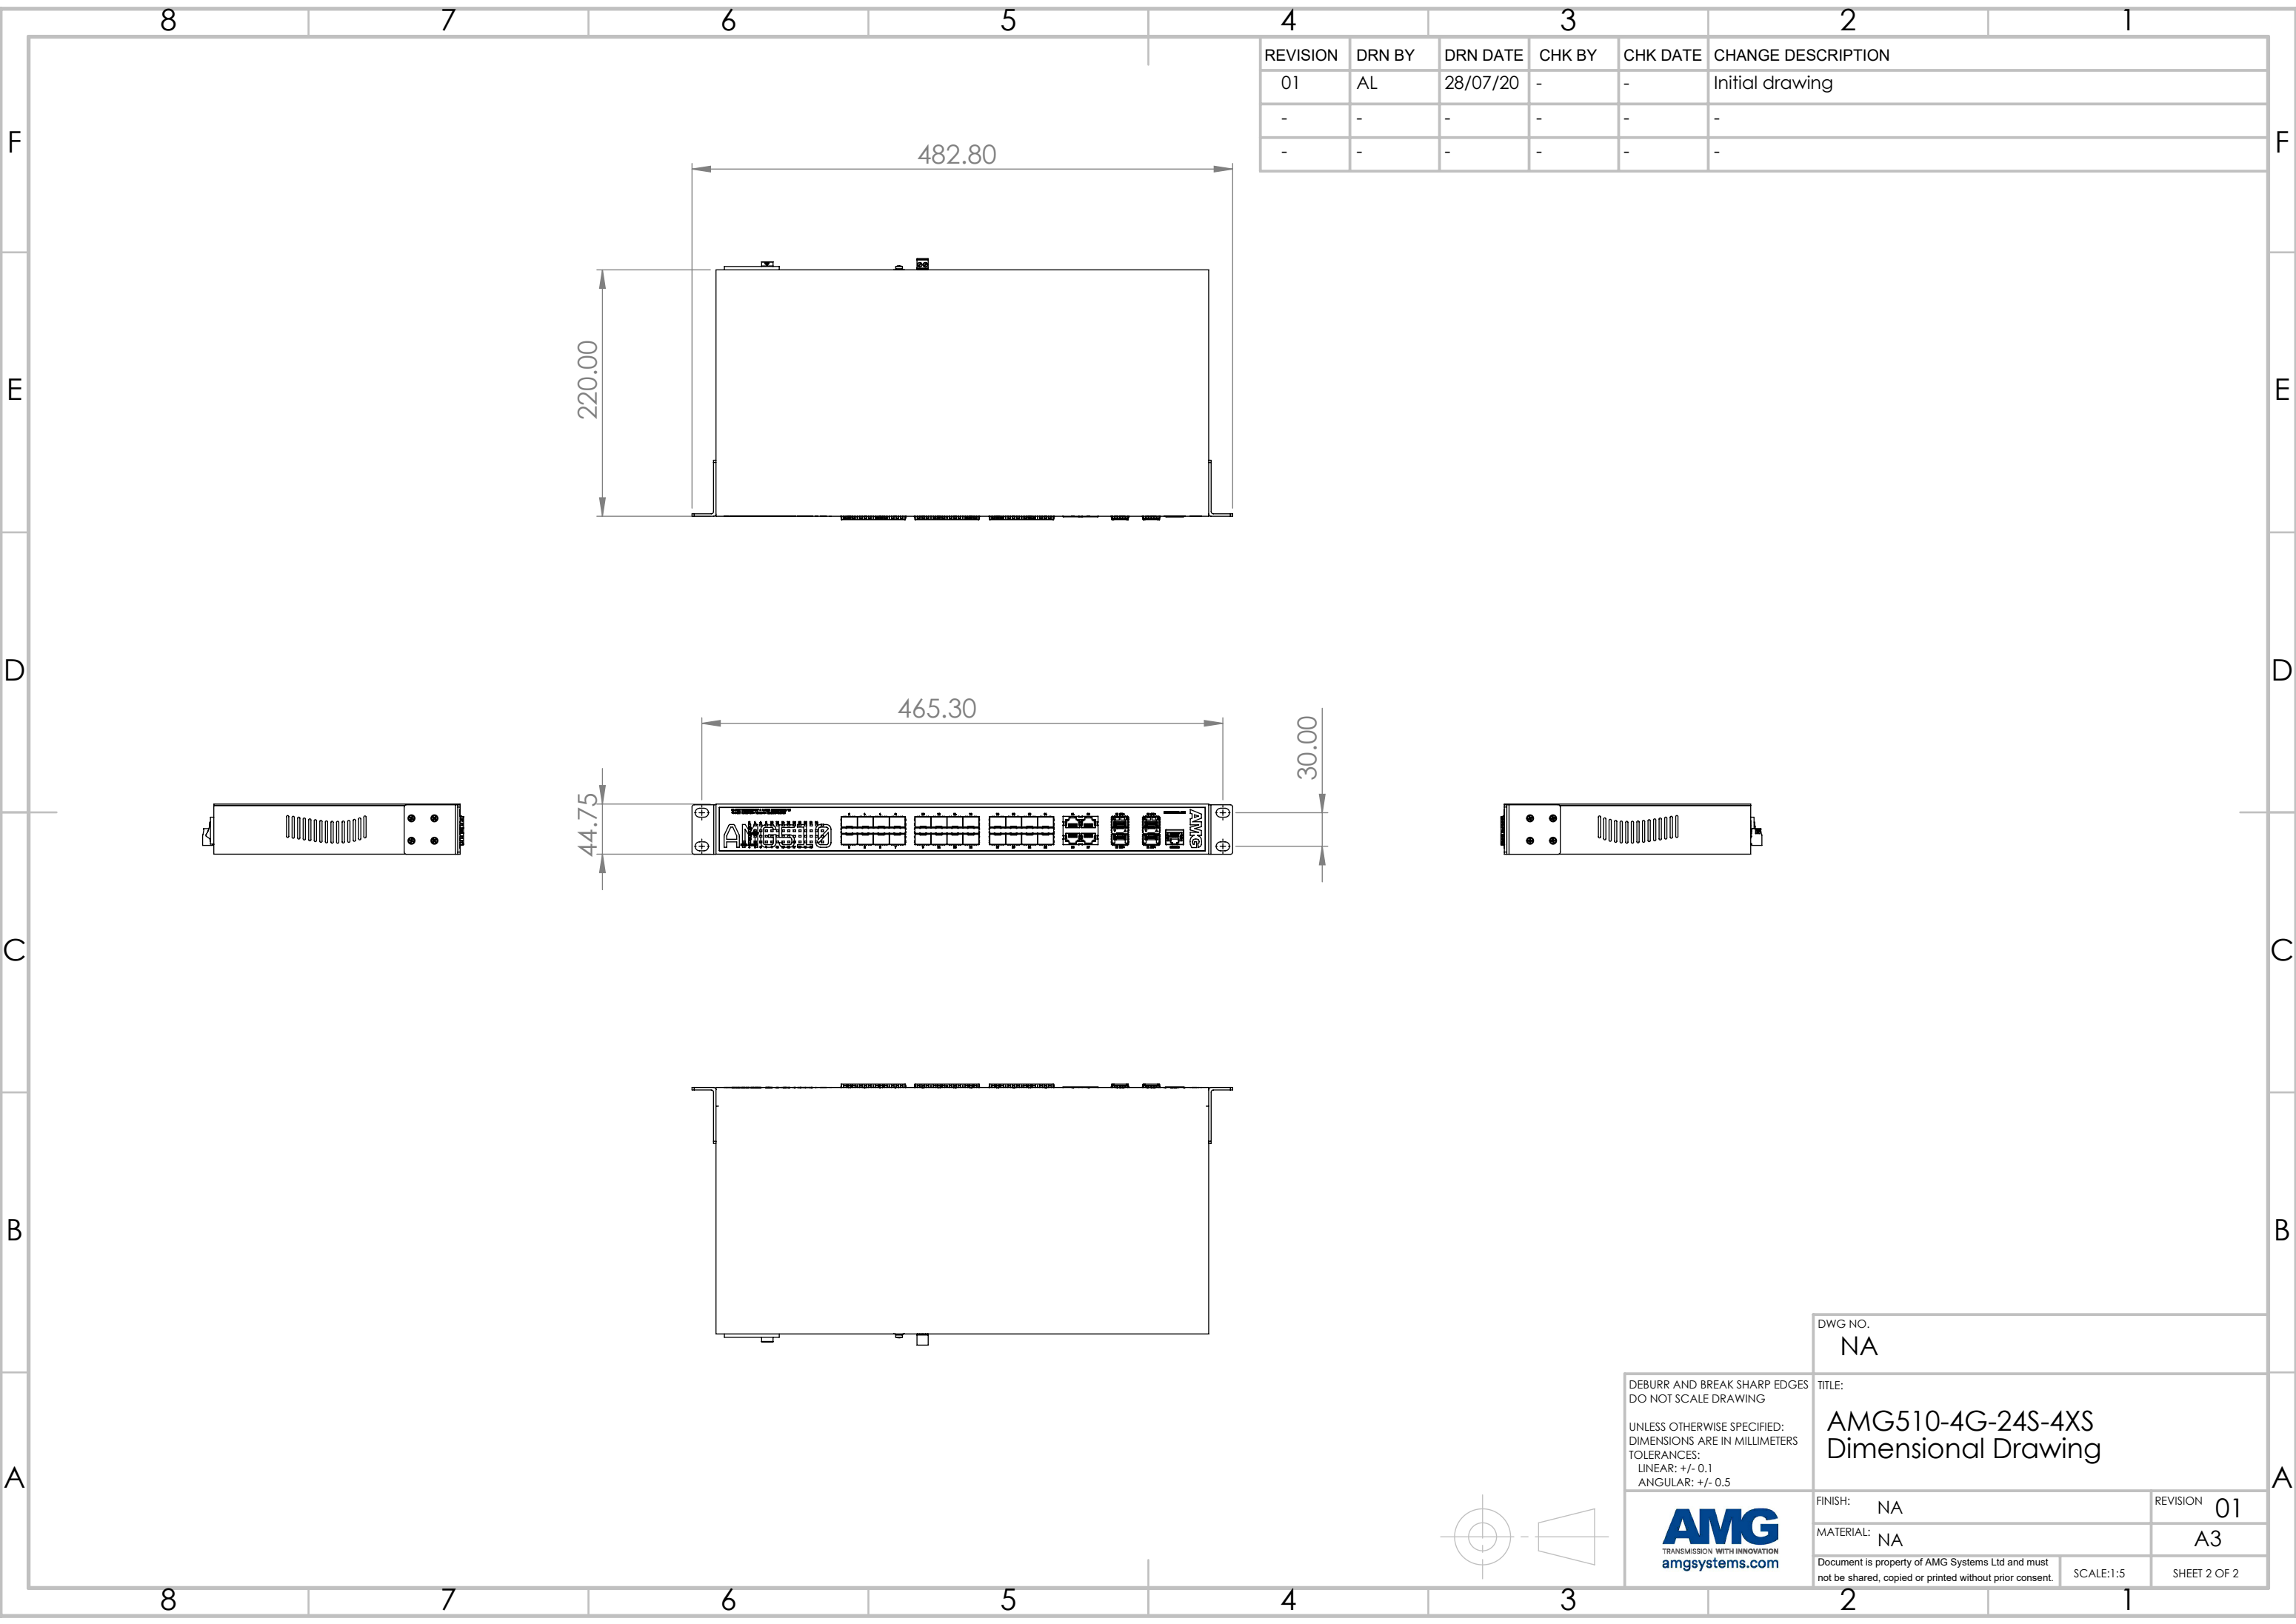 8 7 6 5 4 3 2 1
REVISION DRN BY DRN DATE CHK BY CHK DATE CHANGE DESCRIPTION
01 AL 28/07/20 - - Initial drawing
- - - - - -
- - - - - -
F F
482.80
220.00
E E
D D
465.30
30.00
44.75
AMG
C C
B B
DWG NO.
NA
DEBURR AND BREAK SHARP EDGES
DO NOT SCALE DRAWING
UNLESS OTHERWISE SPECIFIED:
DIMENSIONS ARE IN MILLIMETERS
TOLERANCES:
LINEAR: +/- 0.1
ANGULAR: +/- 0.5
TITLE:
AMG510-4G-24S-4XS
Dimensional Drawing
A A
AMG
TRANSMISSION WITH INNOVATION
amgsystems.com
FINISH: NA
REVISION 01
MATERIAL: NA
A3
Document is property of AMG Systems Ltd and must
not be shared, copied or printed without prior consent.
SCALE:1:5
SHEET 2 OF 2
8 7 6 5 4 3 2 1